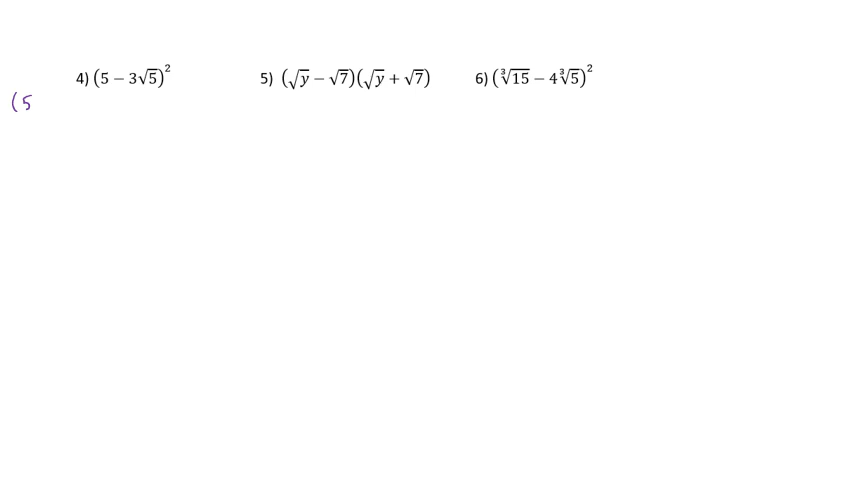 4) (5 − 3√5)² 5) (√y − √7)(√y + √7) 6) (∛15 − 4∛5)²
(5